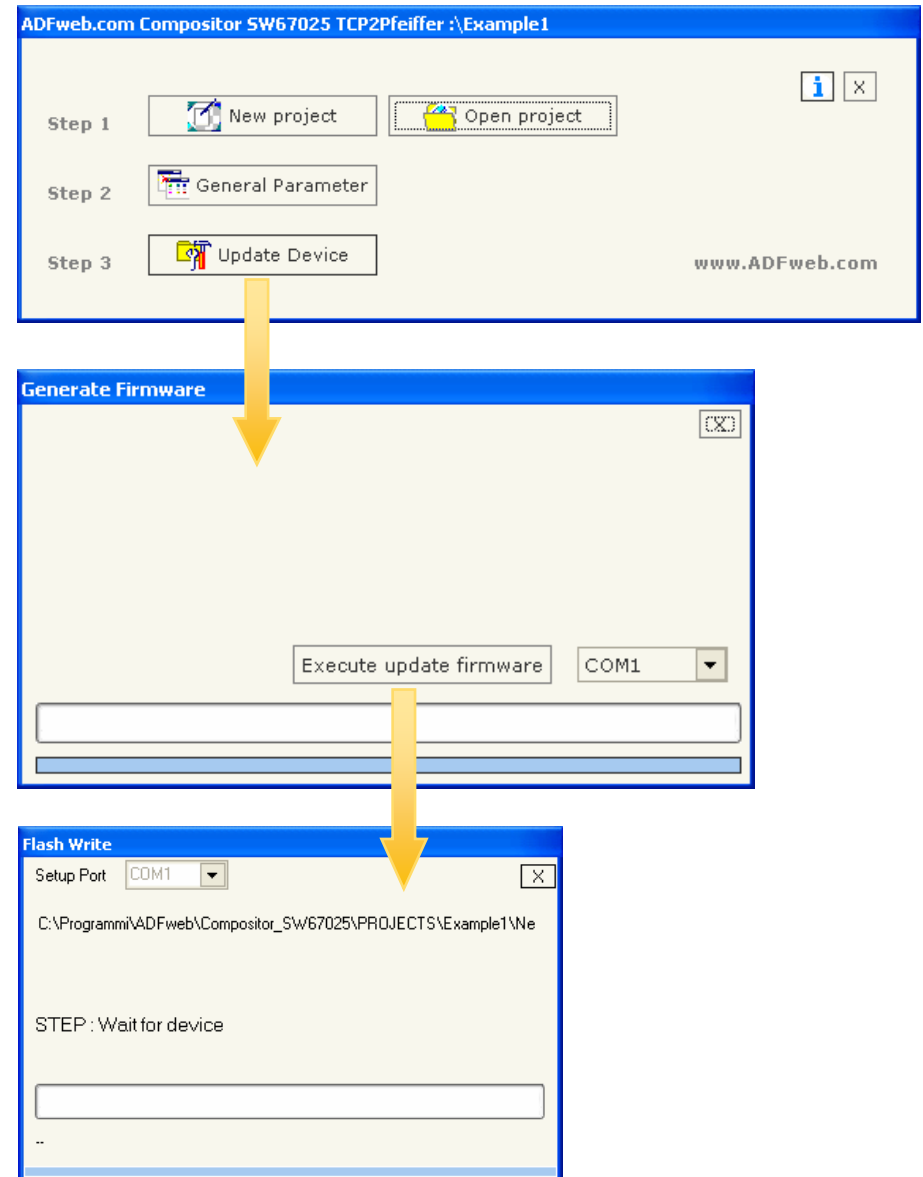 ADFweb.com Compositor SW67025 TCP2Pfeiffer :\Example1
i X
Step 1 New project Open project
Step 2 General Parameter
Step 3 Update Device www.ADFweb.com
Generate Firmware
X
Execute update firmware COM1
Flash Write
Setup Port COM1 X
C:\Programmi\ADFweb\Compositor_SW67025\PROJECTS\Example1\Ne
STEP : Wait for device
--